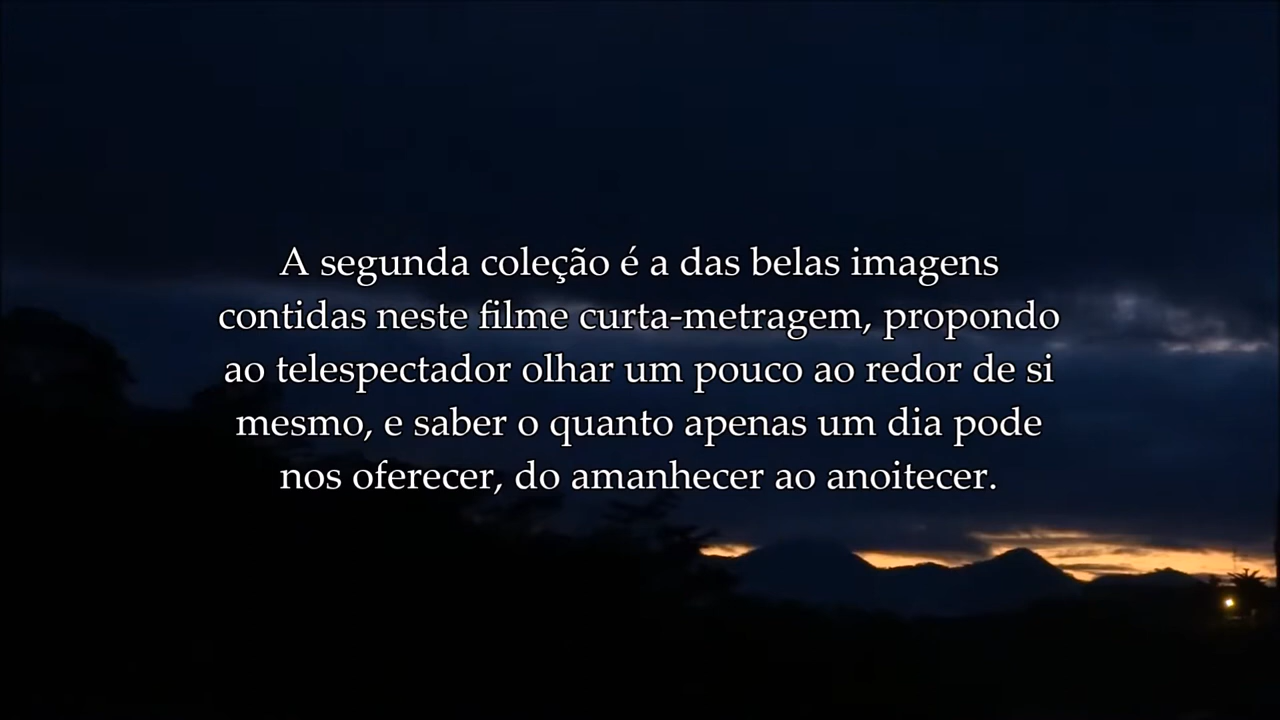 A segunda coleção é a das belas imagens
contidas neste filme curta-metragem, propondo
ao telespectador olhar um pouco ao redor de si
mesmo, e saber o quanto apenas um dia pode
nos oferecer, do amanhecer ao anoitecer.